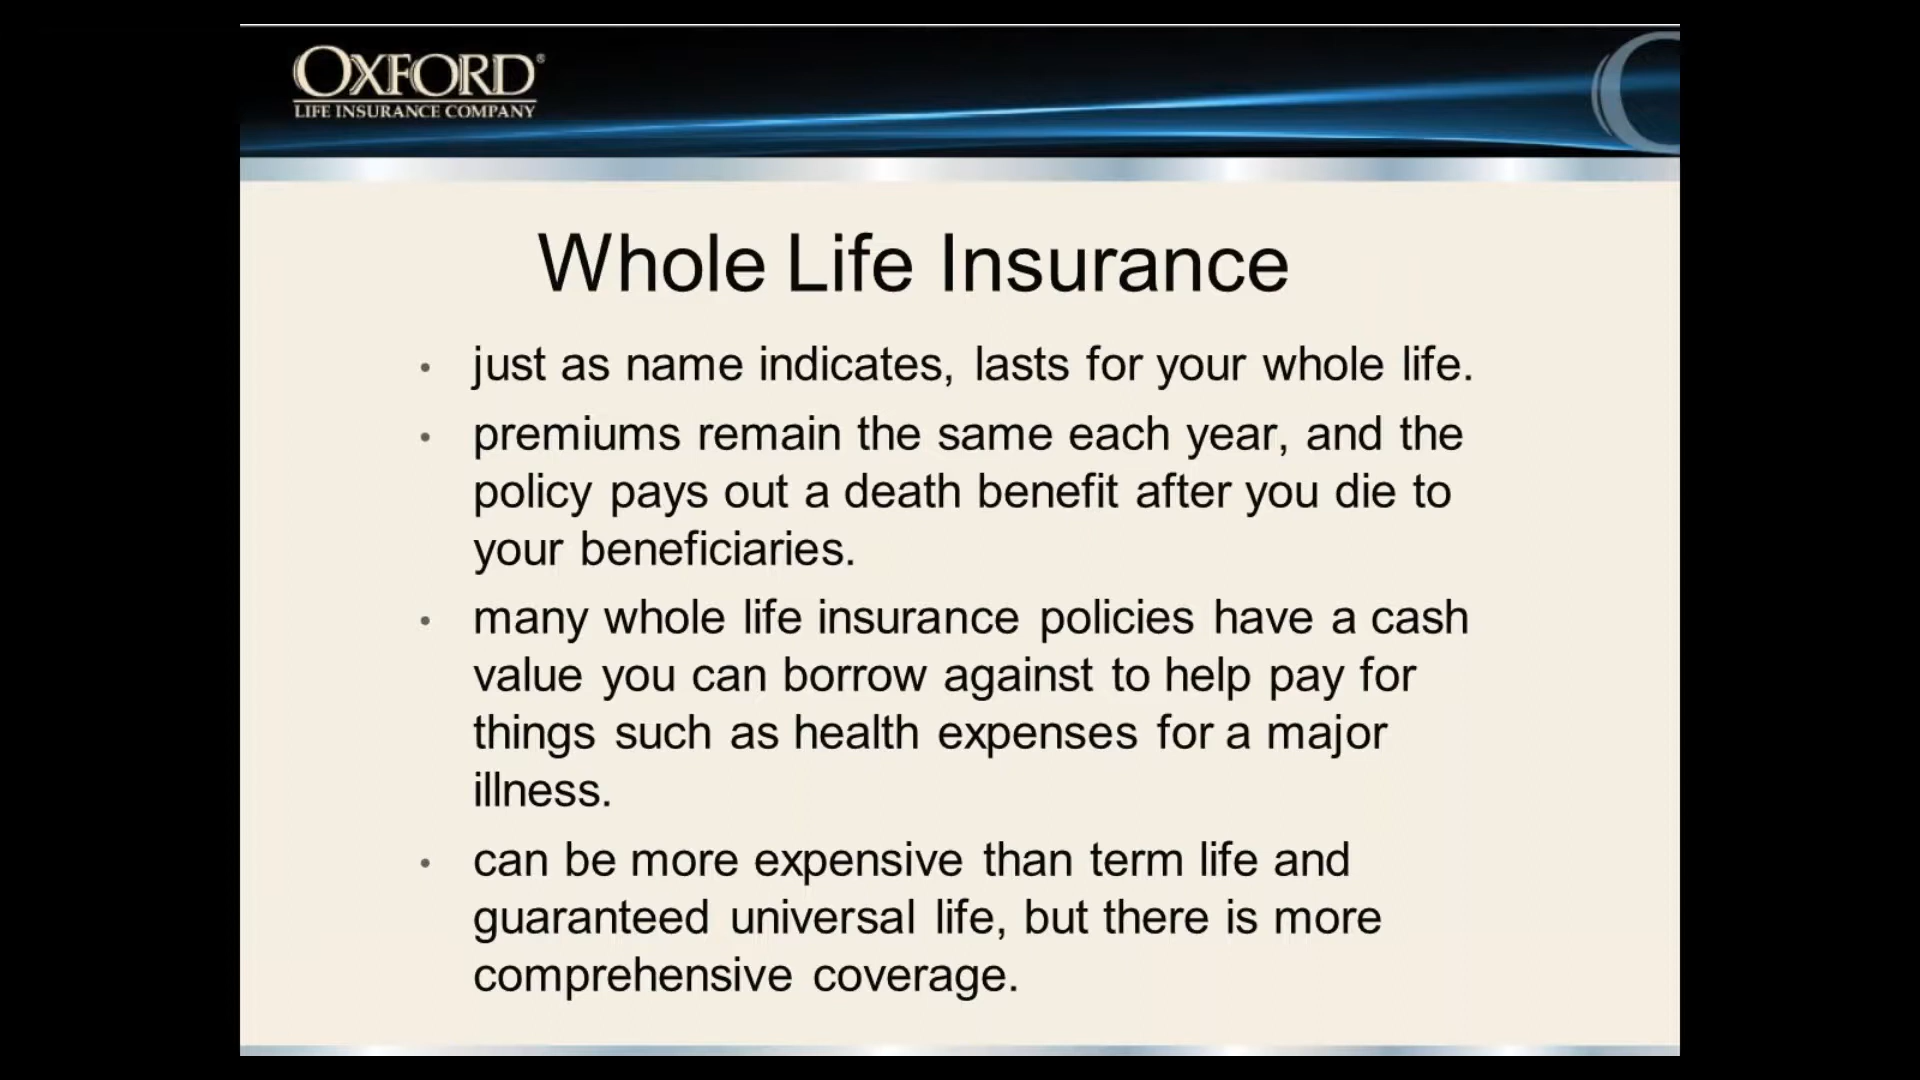 OXFORD®
LIFE INSURANCE COMPANY
Whole Life Insurance
• just as name indicates, lasts for your whole life.
• premiums remain the same each year, and the
policy pays out a death benefit after you die to
your beneficiaries.
• many whole life insurance policies have a cash
value you can borrow against to help pay for
things such as health expenses for a major
illness.
• can be more expensive than term life and
guaranteed universal life, but there is more
comprehensive coverage.